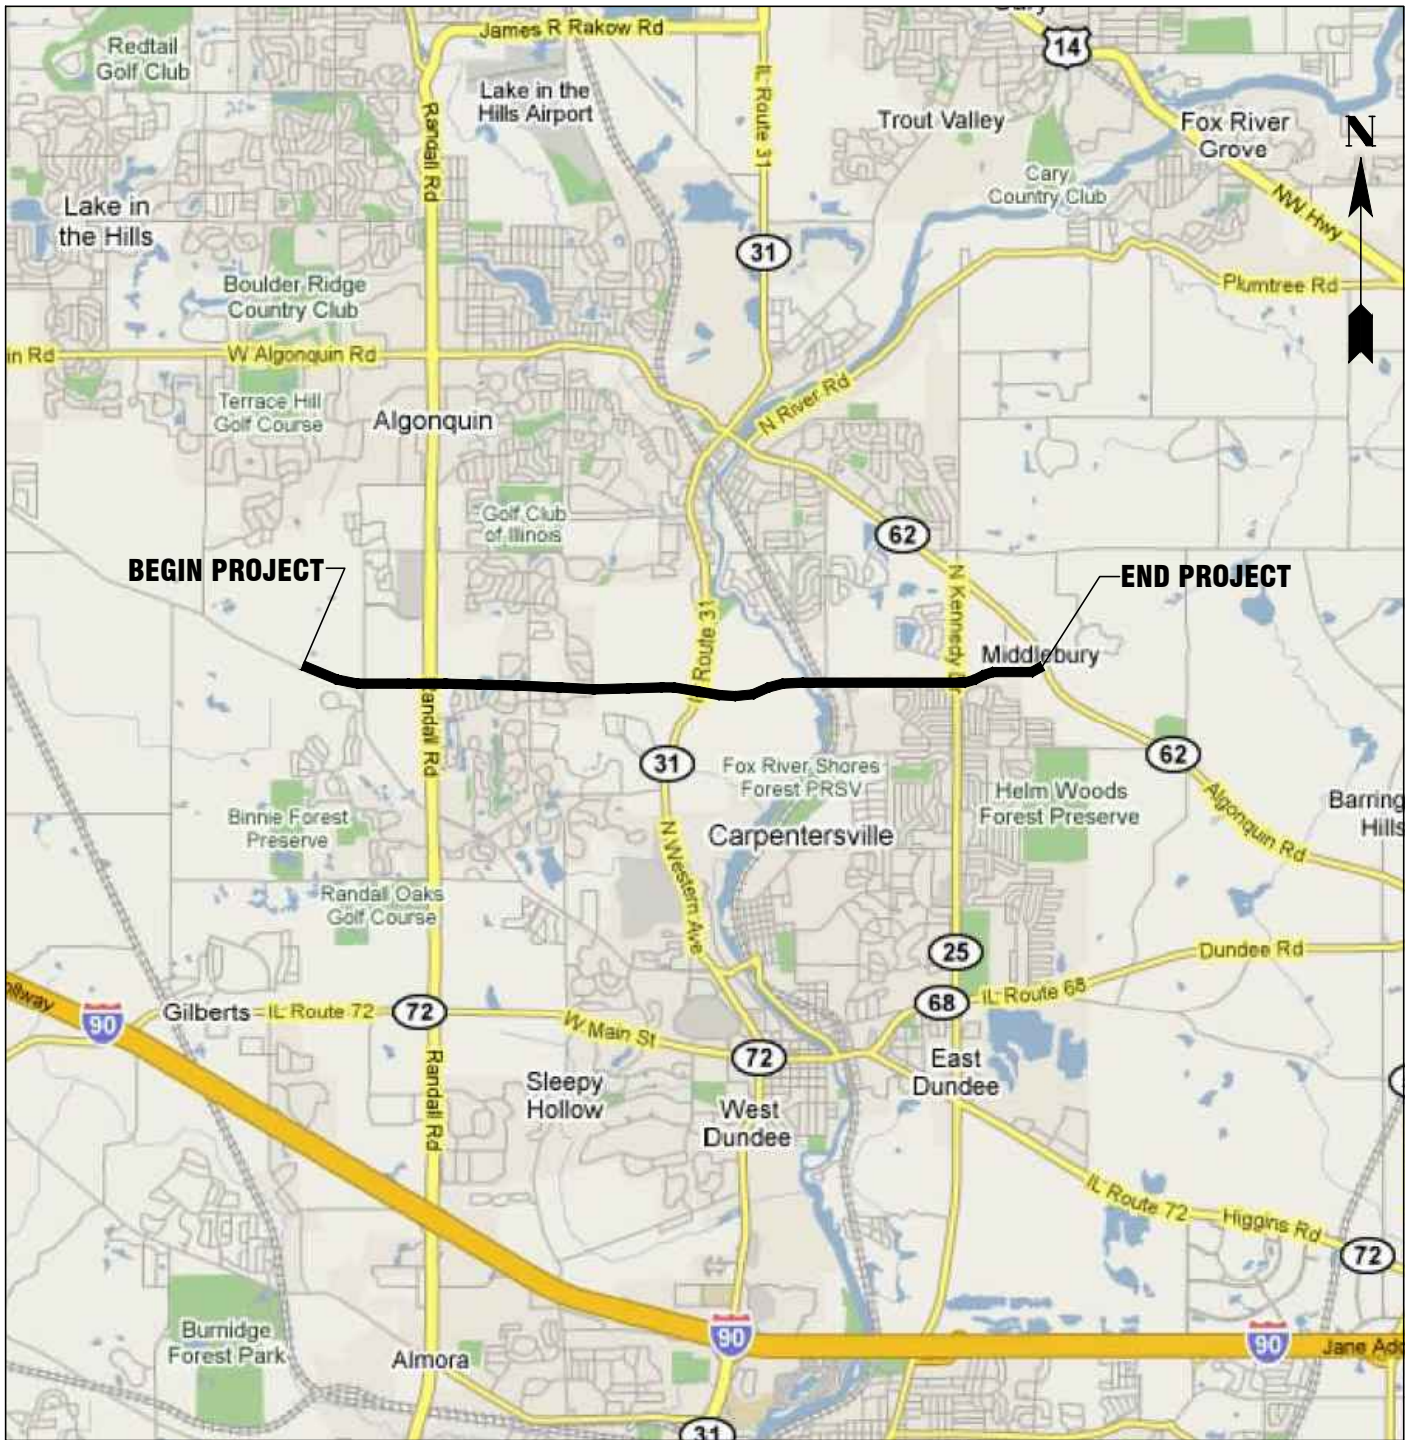 Cary
14
James R Rakow Rd
Redtail
Golf Club
Lake in the
Hills Airport
IL Route 31
Trout Valley
Fox River
Grove
N
Randall Rd
Cary
Country Club
NW Hwy
Lake in
the Hills
31
Boulder Ridge
Country Club
Plumtree Rd
in Rd
W Algonquin Rd
Terrace Hill
Golf Course
N River Rd
Algonquin
Golf Club
of Illinois
62
BEGIN PROJECT
END PROJECT
N Kennedy Dr
Route 31
Middlebury
andall Rd
31
Fox River Shores
Forest PRSV
62
Helm Woods
Forest Preserve
Algonquin Rd
Barring
Hills
Binnie Forest
Preserve
Carpentersville
N Western Ave
Randall Oaks
Golf Course
25
Dundee Rd
68
IL Route 68
ollway
90
Gilberts
IL Route 72
72
W Main St
72
East
Dundee
Randall Rd
Sleepy
Hollow
West
Dundee
IL Route 72
Higgins Rd
72
Burnidge
Forest Park
Almora
90
90
Jane Add
31